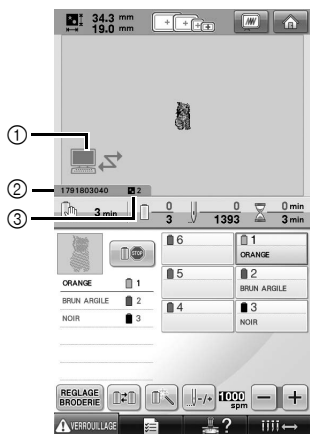 34.3 mm
19.0 mm
①
②
③
1791803040 2
3 min 0 3 0 1393 0 min 3 min
STOP
ORANGE 1
BRUN ARGILE 2
NOIR 3
6
1 ORANGE
5
2 BRUN ARGILE
4
3 NOIR
REGLAGE BRODERIE -/+ 1000 spm - +
VERROUILLAGE ?